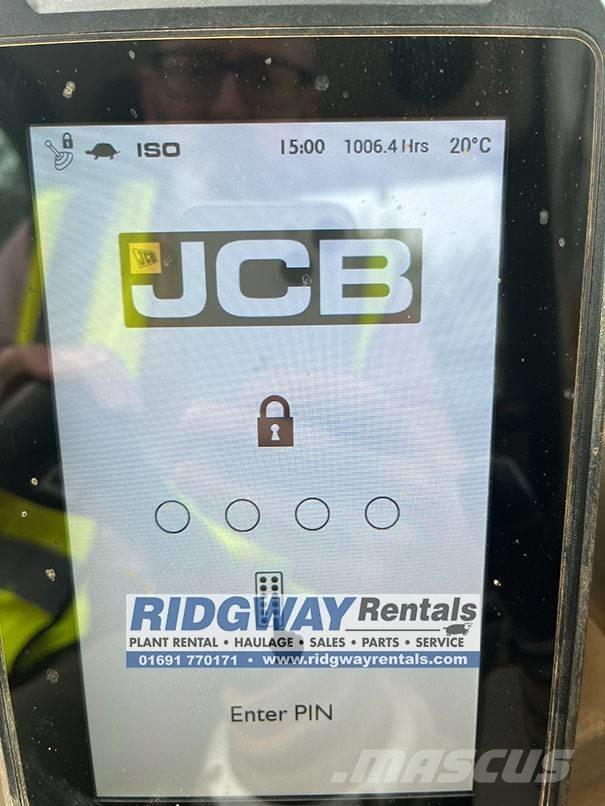 ISO 15:00 1006.4 Hrs 20°C
JCB
JCB
RIDGWAY Rentals
PLANT RENTAL • HAULAGE • SALES • PARTS • SERVICE
01691 770171 • www.ridgwayrentals.com
Enter PIN
MASCUS